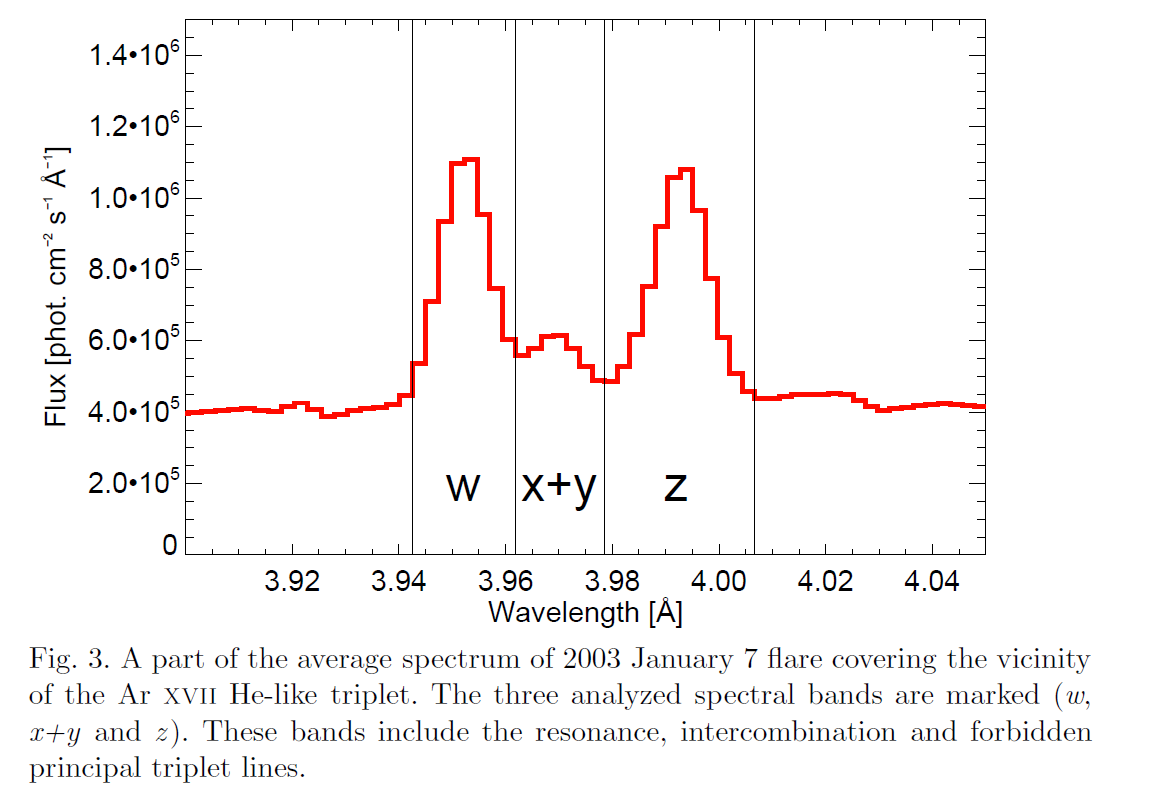 1.4•10⁶
1.2•10⁶
1.0•10⁶
8.0•10⁵
6.0•10⁵
4.0•10⁵
2.0•10⁵
0
Flux [phot. cm⁻² s⁻¹ Å⁻¹]
w x+y z
3.92 3.94 3.96 3.98 4.00 4.02 4.04
Wavelength [Å]
Fig. 3. A part of the average spectrum of 2003 January 7 flare covering the vicinity
of the Ar XVII He-like triplet. The three analyzed spectral bands are marked (w,
x+y and z). These bands include the resonance, intercombination and forbidden
principal triplet lines.